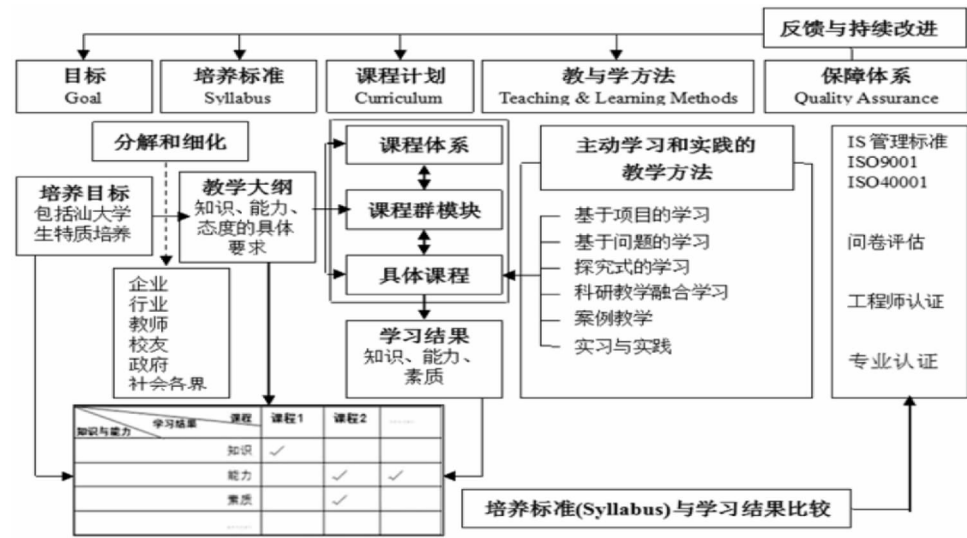 反馈与持续改进
目标
Goal
培养标准
Syllabus
课程计划
Curriculum
教与学方法
Teaching & Learning Methods
保障体系
Quality Assurance
分解和细化
培养目标
包括汕大学
生特质培养
教学大纲
知识、能力、
态度的具体
要求
企业
行业
教师
校友
政府
社会各界
课程体系
课程群模块
具体课程
学习结果
知识、能力、
素质
主动学习和实践的
教学方法
基于项目的学习
基于问题的学习
探究式的学习
科研教学融合学习
案例教学
实习与实践
IS 管理标准
ISO9001
ISO40001
问卷评估
工程师认证
专业认证
知识与能力 学习结果 课程 课程1 课程2 ......
知识 ✓
能力 ✓ ✓
素质 ✓
......
培养标准(Syllabus)与学习结果比较